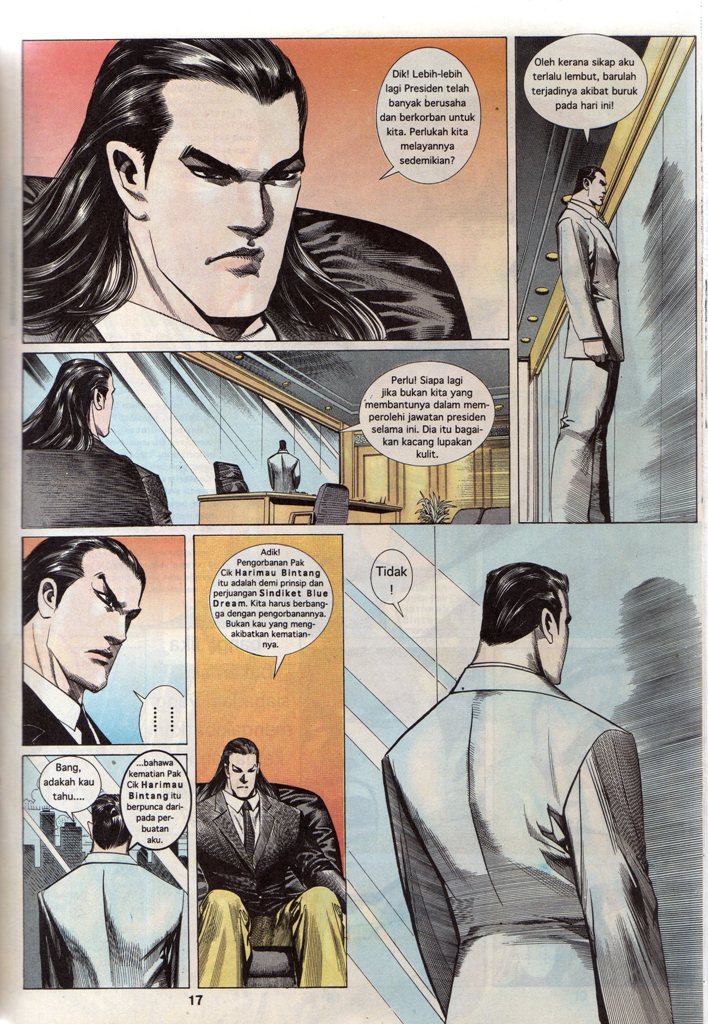 Dik! Lebih-lebih
lagi Presiden telah
banyak berusaha
dan berkorban untuk
kita. Perlukah kita
melayannya
sedemikian?
Oleh kerana sikap aku
terlalu lembut, barulah
terjadinya akibat buruk
pada hari ini!
Perlu! Siapa lagi
jika bukan kita yang
membantunya dalam mem-
perolehi jawatan presiden
selama ini. Dia itu bagai-
kan kacang lupakan
kulit.
Bang,
adakah kau
tahu....
...bahawa
kematian Pak
Cik Harimau
Bintang itu
berpunca dari-
pada per-
buatan
aku.
Adik!
Pengorbanan Pak
Cik Harimau Bintang
itu adalah demi prinsip dan
perjuangan Sindiket Blue
Dream. Kita harus berbang-
ga dengan pengorbanannya.
Bukan kau yang meng-
akibatkan kematian-
nya.
Tidak
!
17